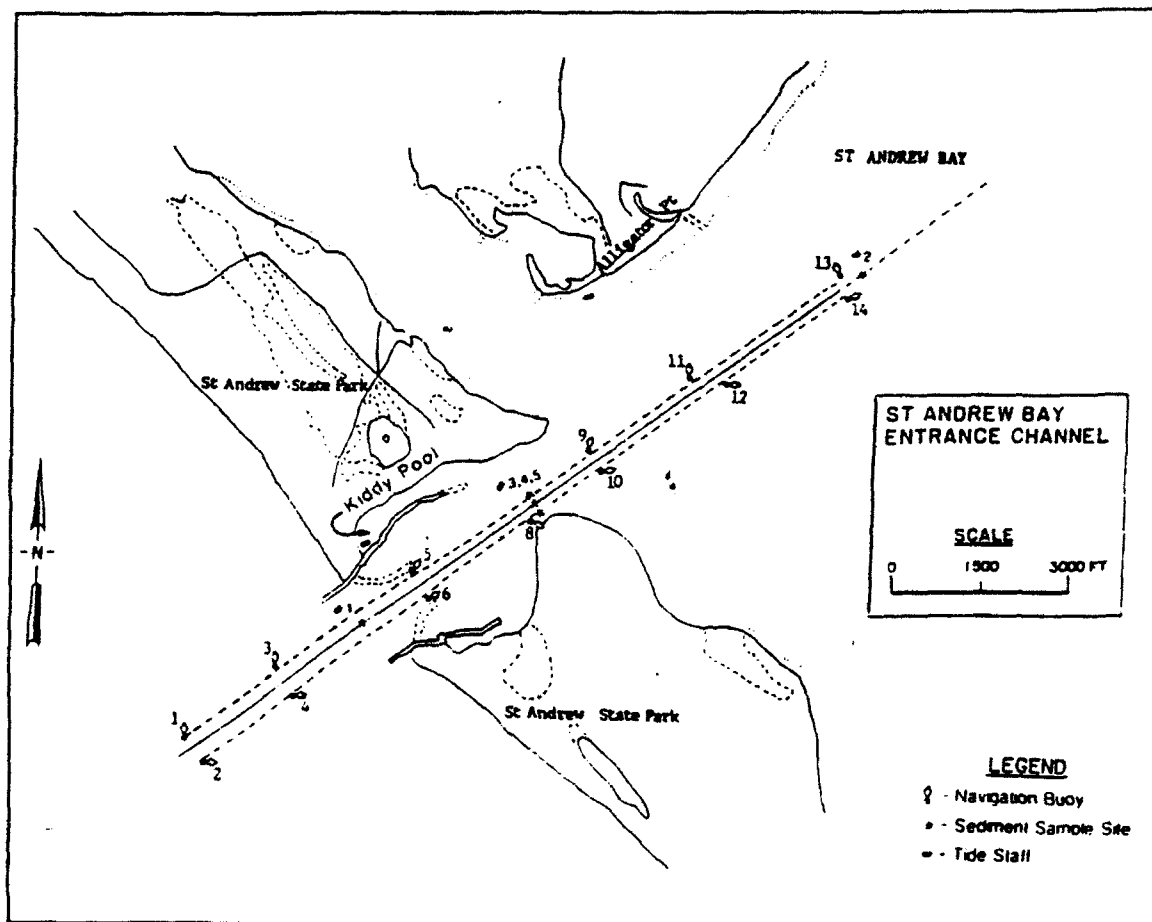 ST ANDREW BAY
Alligator Pt
13
*2
14
11
12
St Andrew State Park
9
10
Kiddy Pool
*3,4,5
8
5
6
*1
3
4
1
2
St Andrew State Park
-N-
ST ANDREW BAY
ENTRANCE CHANNEL
SCALE
0 1500 3000 FT
LEGEND
- Navigation Buoy
* - Sediment Sample Site
- Tide Staff